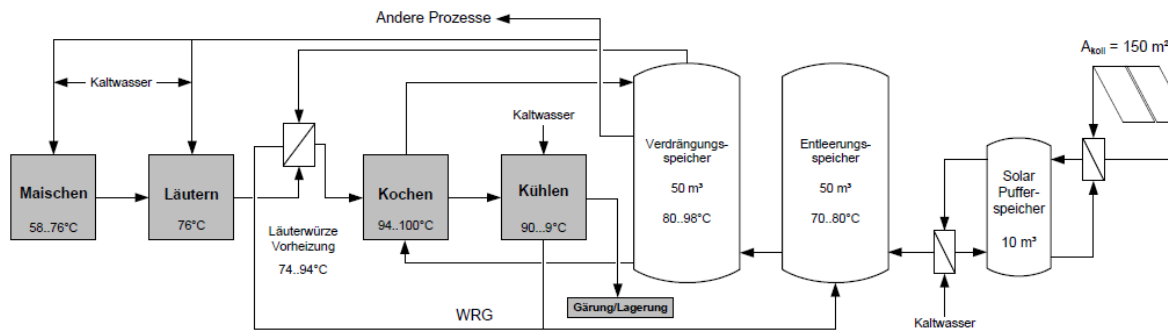 Andere Prozesse
A_koll = 150 m²
Kaltwasser
Kaltwasser
Maischen
58..76°C
Läutern
76°C
Läuterwürze
Vorheizung
74..94°C
Kochen
94..100°C
Kühlen
90...9°C
Gärung/Lagerung
WRG
Verdrängungs-
speicher
50 m³
80..98°C
Entleerungs-
speicher
50 m³
70..80°C
Solar
Puffer-
speicher
10 m³
Kaltwasser